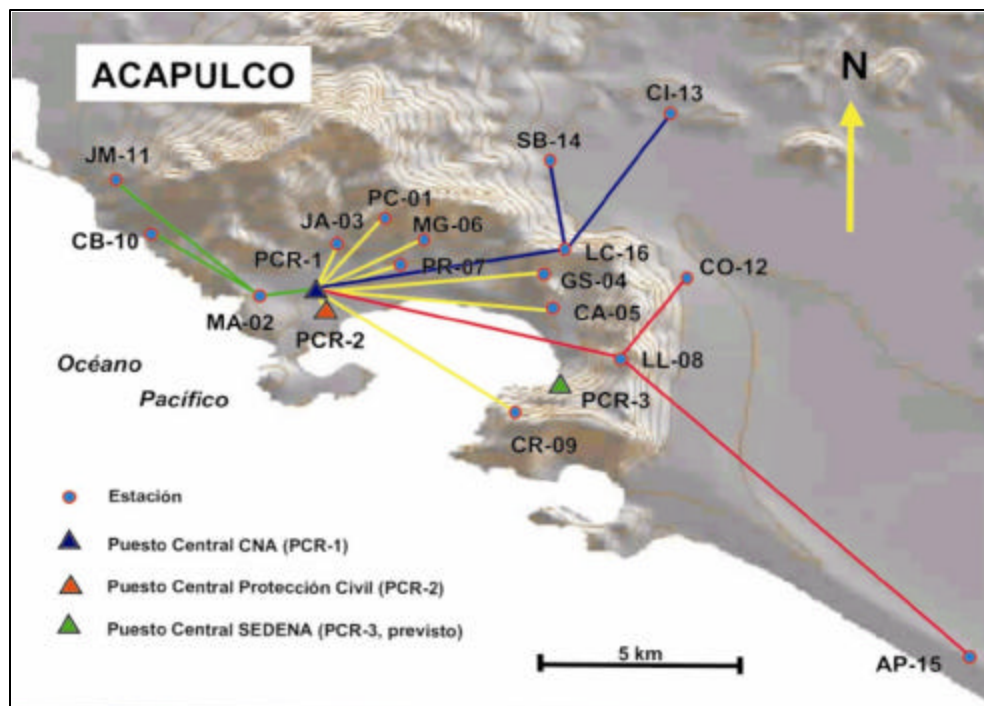 ACAPULCO
N
CI-13
SB-14
JM-11
PC-01
JA-03
MG-06
CB-10
PCR-1
PR-07
LC-16
GS-04
CO-12
MA-02
CA-05
PCR-2
LL-08
Océano
Pacífico
PCR-3
CR-09
Estación
Puesto Central CNA (PCR-1)
Puesto Central Protección Civil (PCR-2)
Puesto Central SEDENA (PCR-3, previsto)
5 km
AP-15